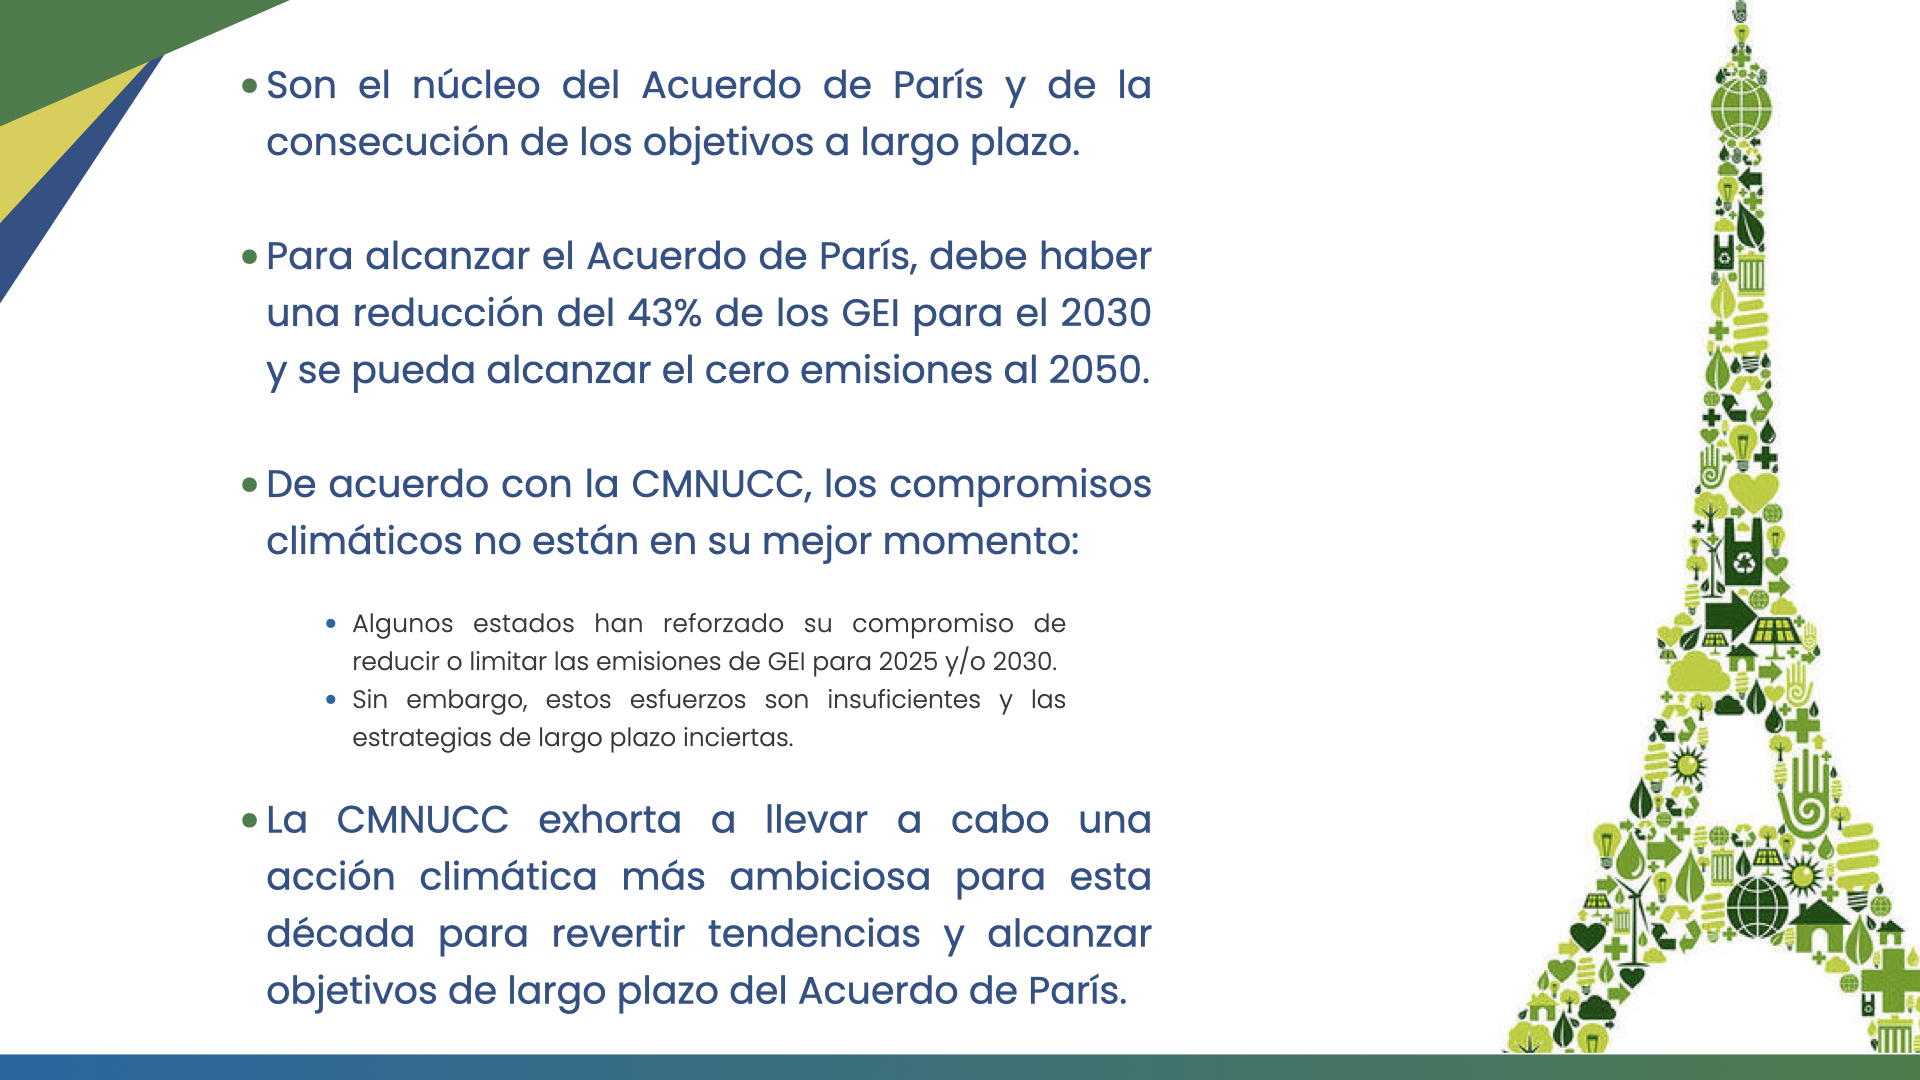 • Son el núcleo del Acuerdo de París y de la
consecución de los objetivos a largo plazo.
• Para alcanzar el Acuerdo de París, debe haber
una reducción del 43% de los GEI para el 2030
y se pueda alcanzar el cero emisiones al 2050.
• De acuerdo con la CMNUCC, los compromisos
climáticos no están en su mejor momento:
• Algunos estados han reforzado su compromiso de
reducir o limitar las emisiones de GEI para 2025 y/o 2030.
• Sin embargo, estos esfuerzos son insuficientes y las
estrategias de largo plazo inciertas.
• La CMNUCC exhorta a llevar a cabo una
acción climática más ambiciosa para esta
década para revertir tendencias y alcanzar
objetivos de largo plazo del Acuerdo de París.